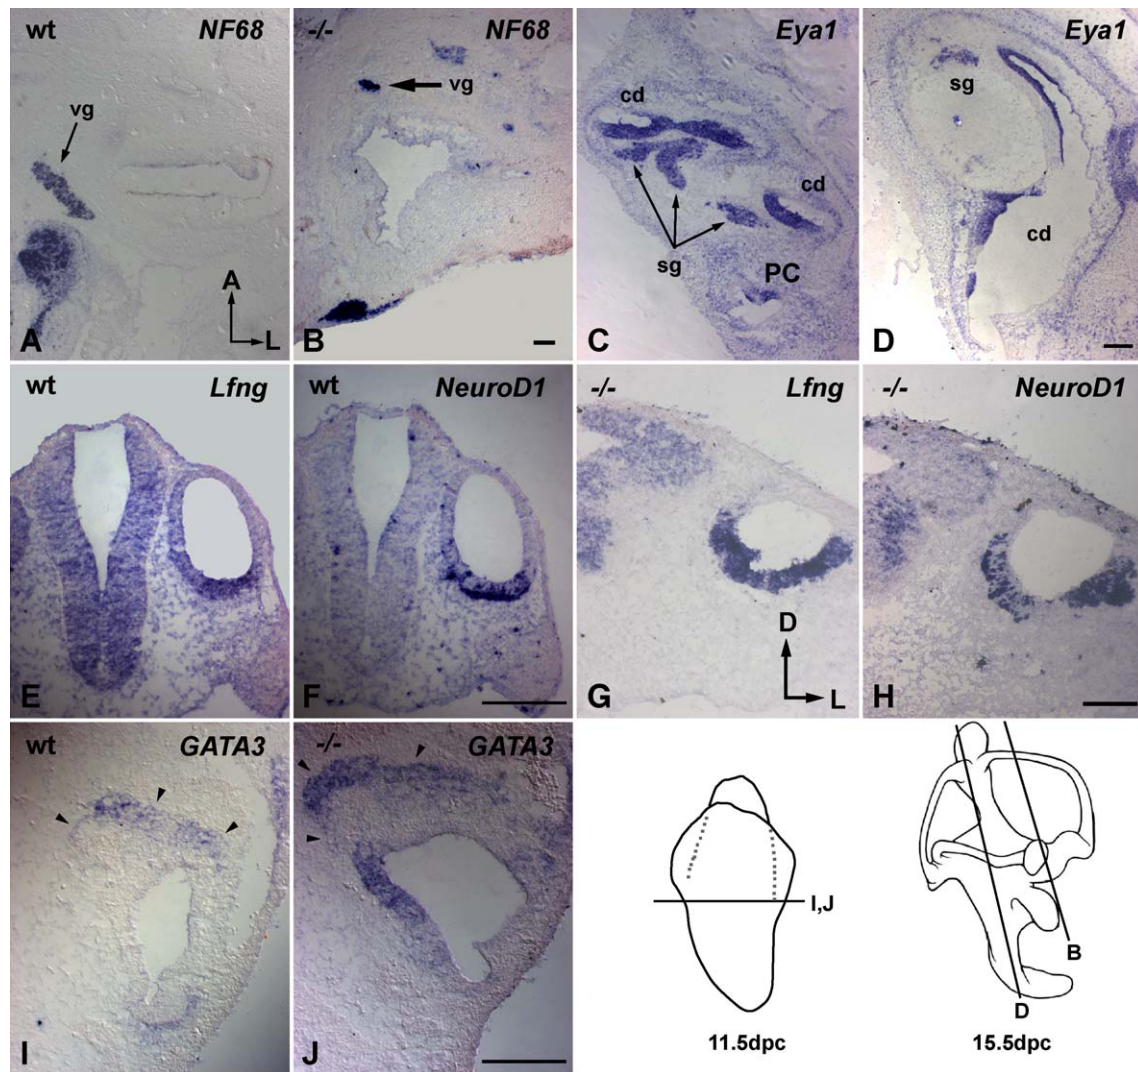 wt NF68
vg
A
L
A
-/- NF68
vg
B
Eya1
cd
cd
sg
PC
C
Eya1
sg
cd
D
wt Lfng
E
wt NeuroD1
F
-/- Lfng
D
L
G
-/- NeuroD1
H
wt GATA3
I
-/- GATA3
J
I,J
11.5dpc
B
D
15.5dpc